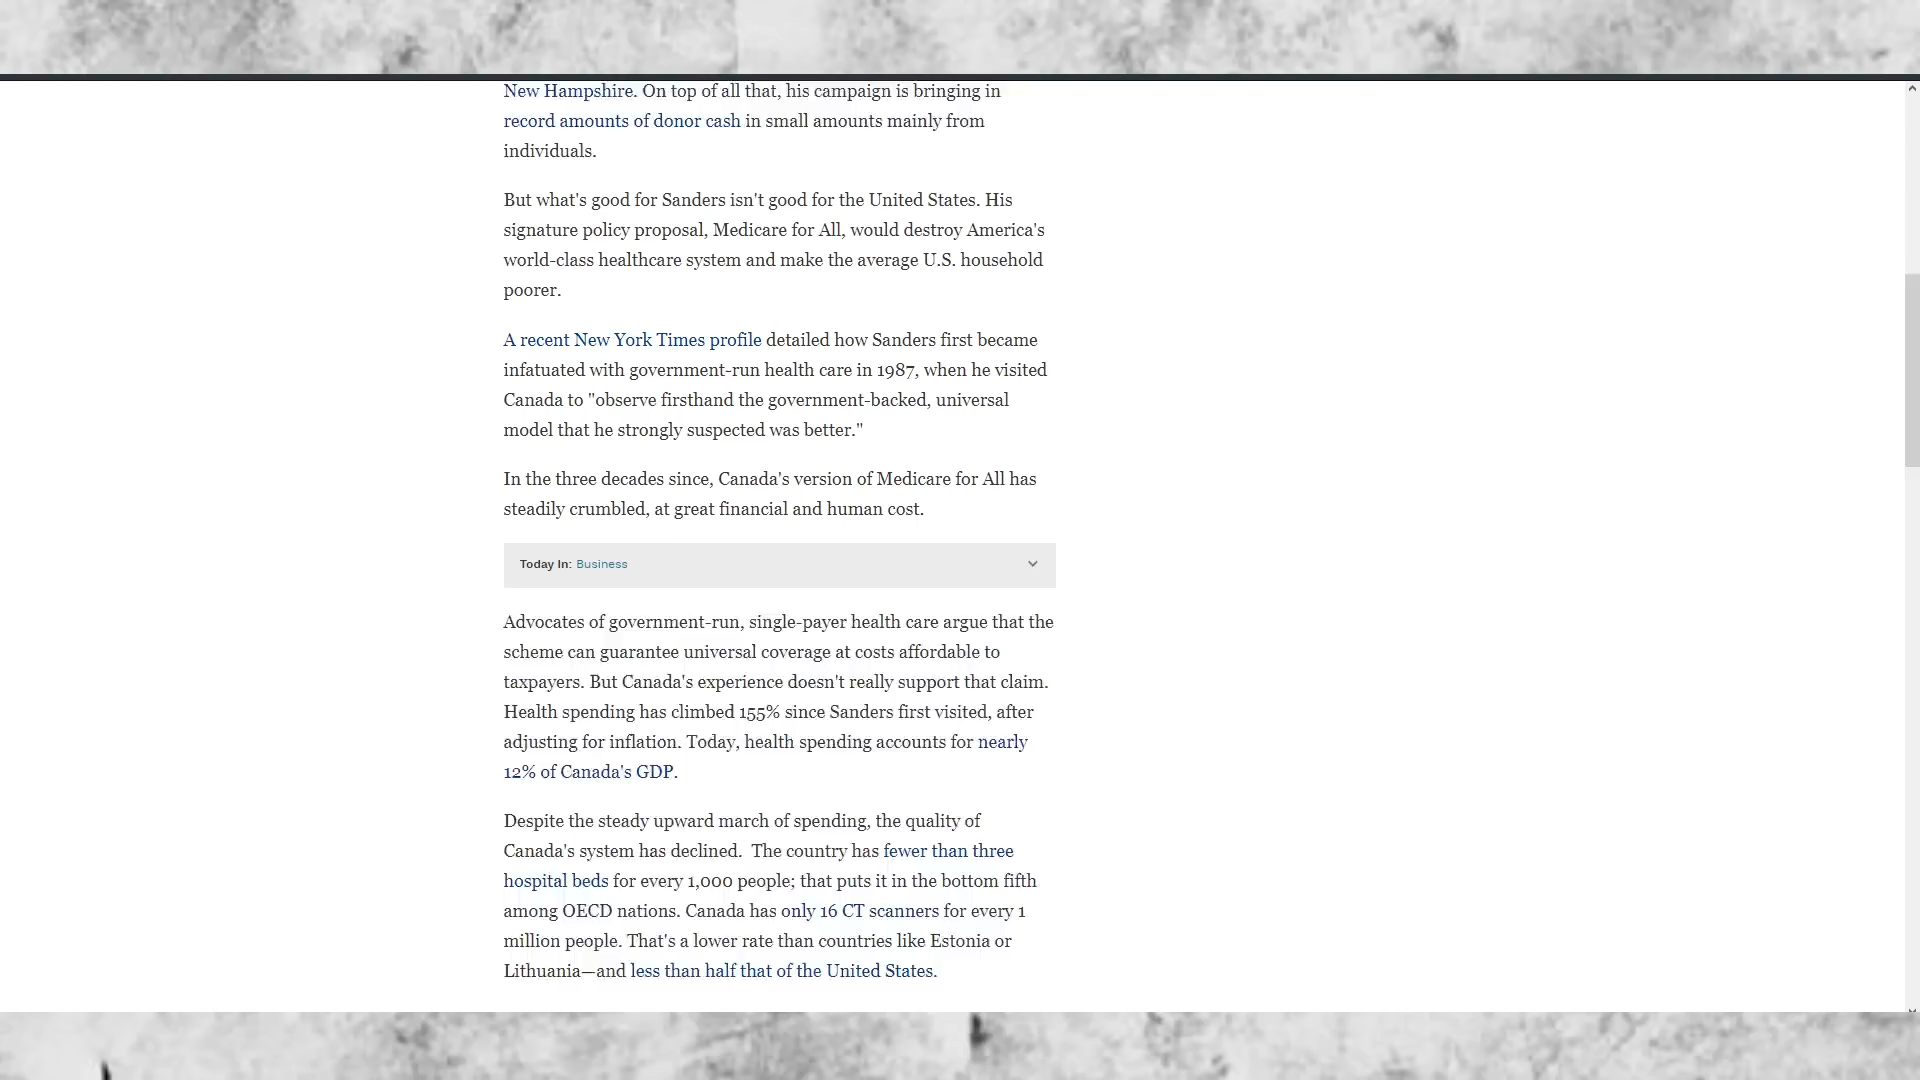 New Hampshire. On top of all that, his campaign is bringing in
record amounts of donor cash in small amounts mainly from
individuals.
But what's good for Sanders isn't good for the United States. His
signature policy proposal, Medicare for All, would destroy America's
world-class healthcare system and make the average U.S. household
poorer.
A recent New York Times profile detailed how Sanders first became
infatuated with government-run health care in 1987, when he visited
Canada to "observe firsthand the government-backed, universal
model that he strongly suspected was better."
In the three decades since, Canada's version of Medicare for All has
steadily crumbled, at great financial and human cost.
Today In: Business
Advocates of government-run, single-payer health care argue that the
scheme can guarantee universal coverage at costs affordable to
taxpayers. But Canada's experience doesn't really support that claim.
Health spending has climbed 155% since Sanders first visited, after
adjusting for inflation. Today, health spending accounts for nearly
12% of Canada's GDP.
Despite the steady upward march of spending, the quality of
Canada's system has declined.  The country has fewer than three
hospital beds for every 1,000 people; that puts it in the bottom fifth
among OECD nations. Canada has only 16 CT scanners for every 1
million people. That's a lower rate than countries like Estonia or
Lithuania—and less than half that of the United States.